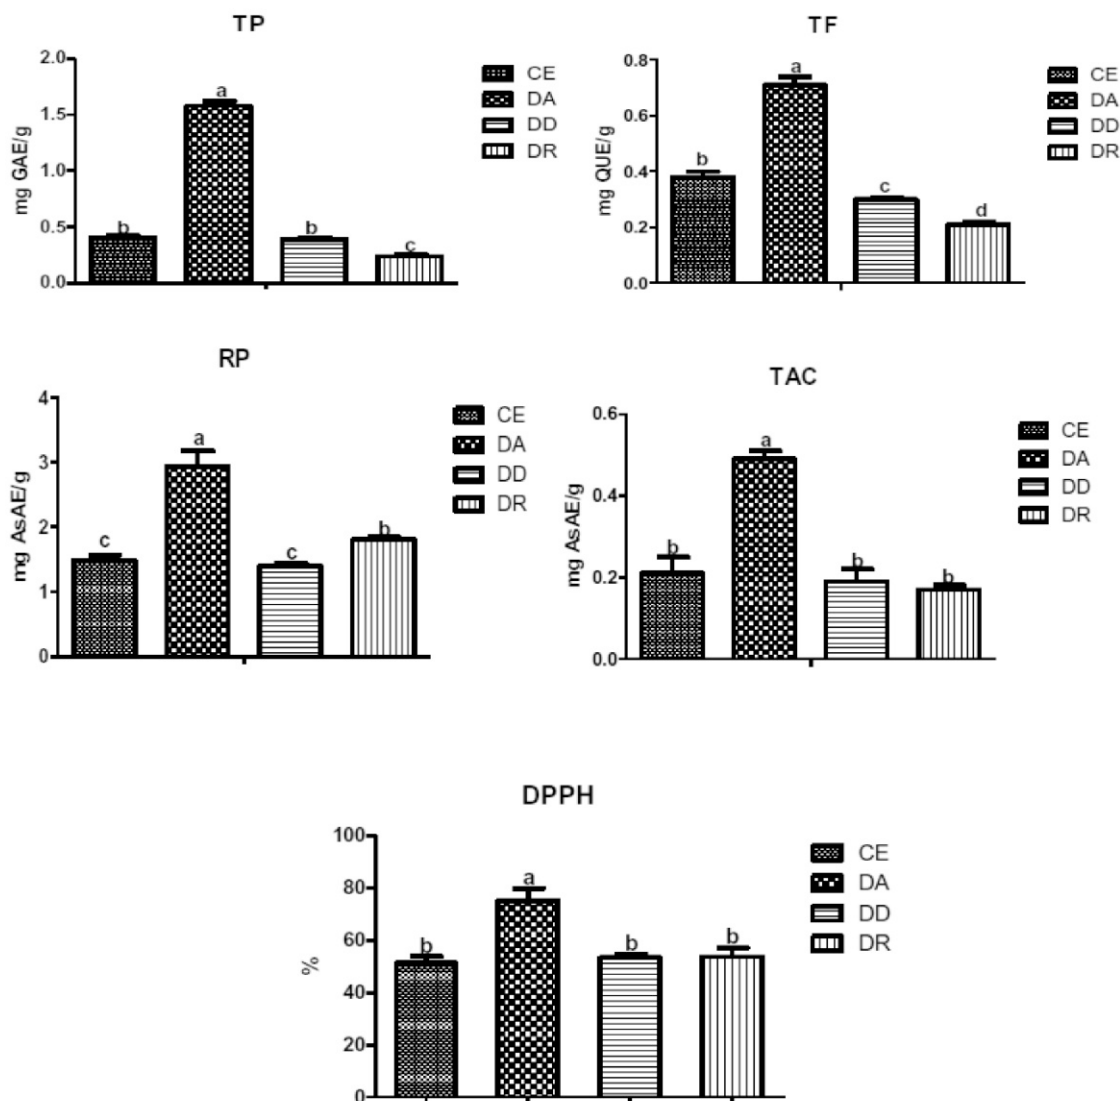 TP
2.0
1.5
1.0
0.5
0.0
mg GAE/g
b
a
b
c
CE
DA
DD
DR
TF
0.8
0.6
0.4
0.2
0.0
mg QUE/g
b
a
c
d
CE
DA
DD
DR
RP
4
3
2
1
0
mg AsAE/g
c
a
c
b
CE
DA
DD
DR
TAC
0.6
0.4
0.2
0.0
mg AsAE/g
b
a
b
b
CE
DA
DD
DR
DPPH
100
80
60
40
20
0
%
b
a
b
b
CE
DA
DD
DR